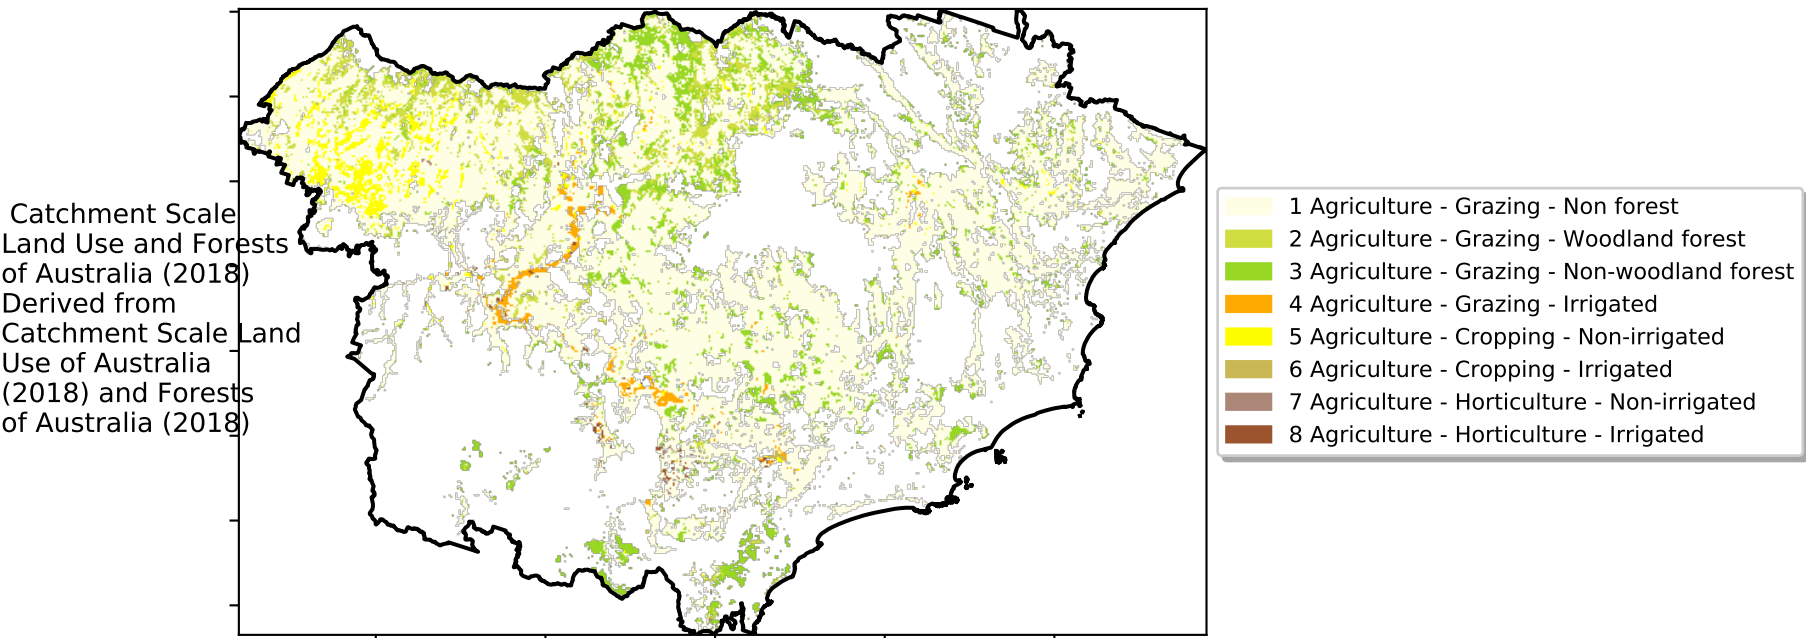 Catchment Scale
Land Use and Forests
of Australia (2018)
Derived from
Catchment Scale Land
Use of Australia
(2018) and Forests
of Australia (2018)
1 Agriculture - Grazing - Non forest
2 Agriculture - Grazing - Woodland forest
3 Agriculture - Grazing - Non-woodland forest
4 Agriculture - Grazing - Irrigated
5 Agriculture - Cropping - Non-irrigated
6 Agriculture - Cropping - Irrigated
7 Agriculture - Horticulture - Non-irrigated
8 Agriculture - Horticulture - Irrigated